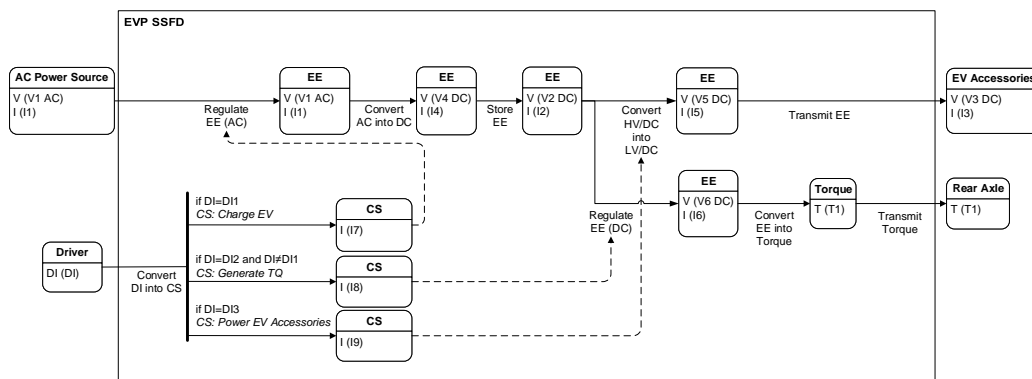 EVP SSFD
AC Power Source
V (V1 AC)
I (I1)
Regulate
EE (AC)
EE
V (V1 AC)
I (I1)
Convert
AC into DC
EE
V (V4 DC)
I (I4)
Store
EE
EE
V (V2 DC)
I (I2)
Convert
HV/DC
into
LV/DC
EE
V (V5 DC)
I (I5)
Transmit EE
EV Accessories
V (V3 DC)
I (I3)
Regulate
EE (DC)
EE
V (V6 DC)
I (I6)
Convert
EE into
Torque
Torque
T (T1)
Transmit
Torque
Rear Axle
T (T1)
Driver
DI (DI)
Convert
DI into CS
if DI=DI1
CS: Charge EV
CS
I (I7)
if DI=DI2 and DI≠DI1
CS: Generate TQ
CS
I (I8)
if DI=DI3
CS: Power EV Accessories
CS
I (I9)